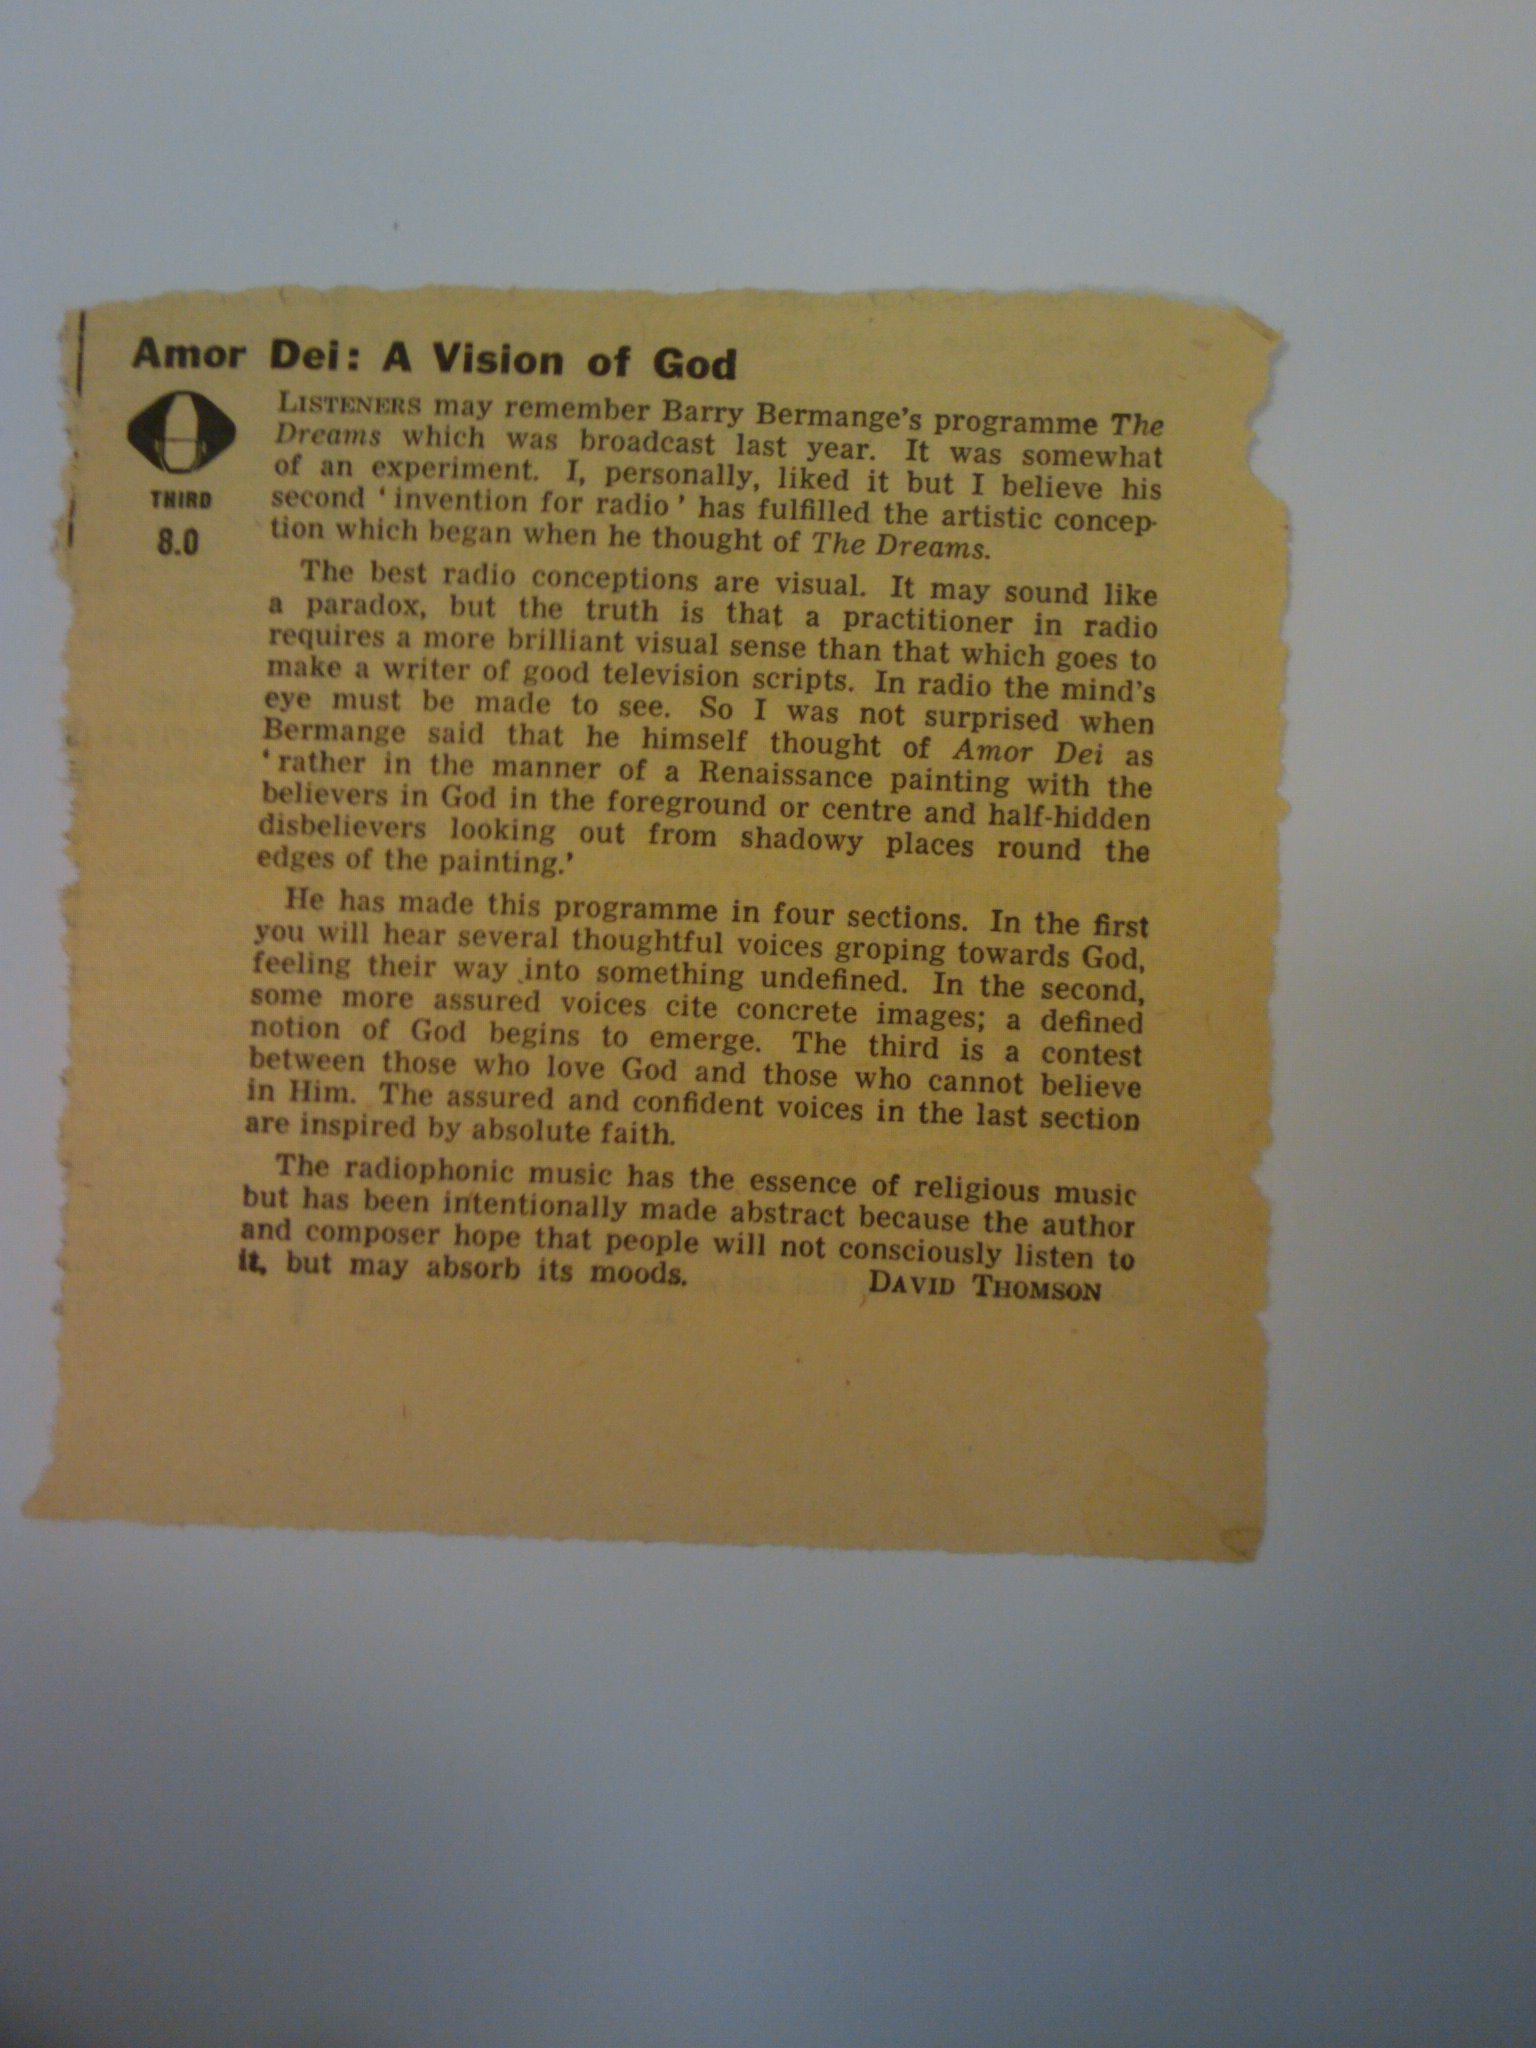 Amor Dei: A Vision of God
THIRD
8.0
LISTENERS may remember Barry Bermange's programme The
Dreams which was broadcast last year. It was somewhat
of an experiment. I, personally, liked it but I believe his
second ‘invention for radio’ has fulfilled the artistic concep-
tion which began when he thought of The Dreams.
The best radio conceptions are visual. It may sound like
a paradox, but the truth is that a practitioner in radio
requires a more brilliant visual sense than that which goes to
make a writer of good television scripts. In radio the mind's
eye must be made to see. So I was not surprised when
Bermange said that he himself thought of Amor Dei as
‘rather in the manner of a Renaissance painting with the
believers in God in the foreground or centre and half-hidden
disbelievers looking out from shadowy places round the
edges of the painting.’
He has made this programme in four sections. In the first
you will hear several thoughtful voices groping towards God,
feeling their way into something undefined. In the second,
some more assured voices cite concrete images; a defined
notion of God begins to emerge. The third is a contest
between those who love God and those who cannot believe
in Him. The assured and confident voices in the last section
are inspired by absolute faith.
The radiophonic music has the essence of religious music
but has been intentionally made abstract because the author
and composer hope that people will not consciously listen to
it, but may absorb its moods. DAVID THOMSON